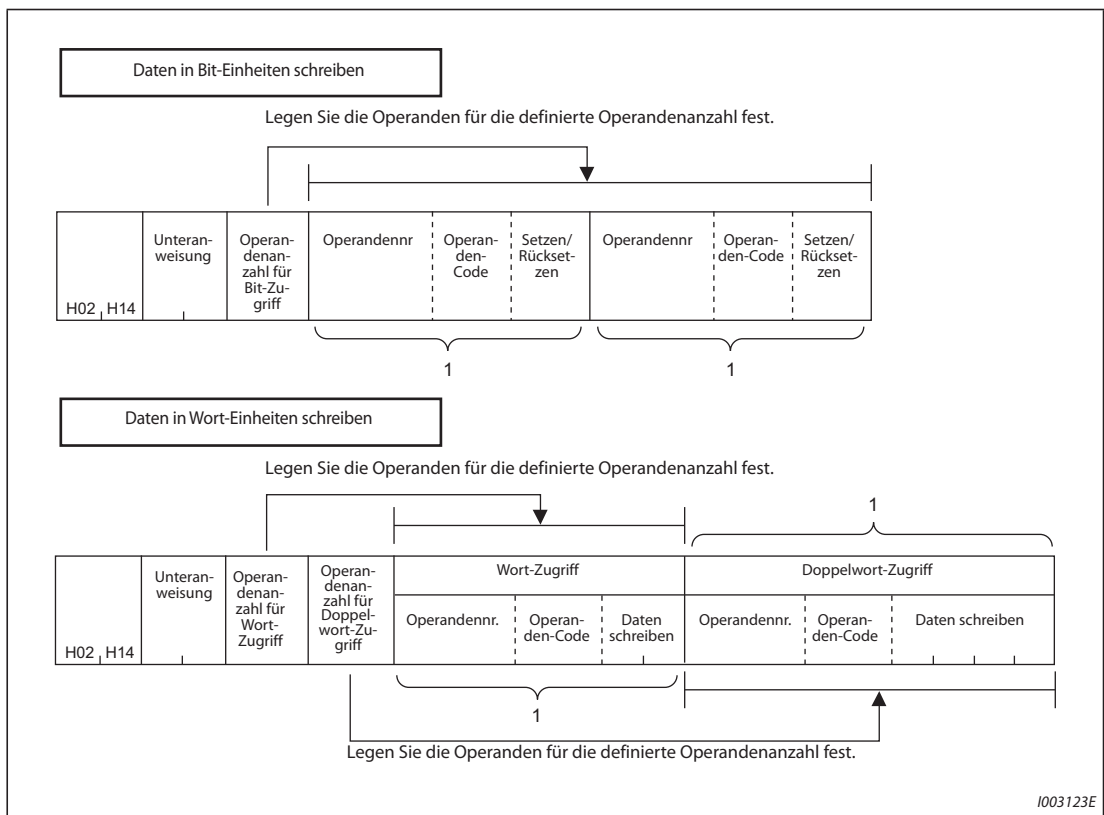 Daten in Bit-Einheiten schreiben
Legen Sie die Operanden für die definierte Operandenanzahl fest.
H02 H14
Unteran-
weisung
Operan-
denan-
zahl für
Bit-Zu-
griff
Operandennr
Operan-
den-
Code
Setzen/
Rückset-
zen
Operandennr
Operan-
den-Code
Setzen/
Rückset-
zen
1
1
Daten in Wort-Einheiten schreiben
Legen Sie die Operanden für die definierte Operandenanzahl fest.
1
H02 H14
Unteran-
weisung
Operan-
denan-
zahl für
Wort-
Zugriff
Operan-
denan-
zahl für
Doppel-
wort-Zu-
griff
Wort-Zugriff
Operandennr.
Operan-
den-Code
Daten
schreiben
Doppelwort-Zugriff
Operandennr.
Operan-
den-Code
Daten schreiben
1
Legen Sie die Operanden für die definierte Operandenanzahl fest.
I003123E